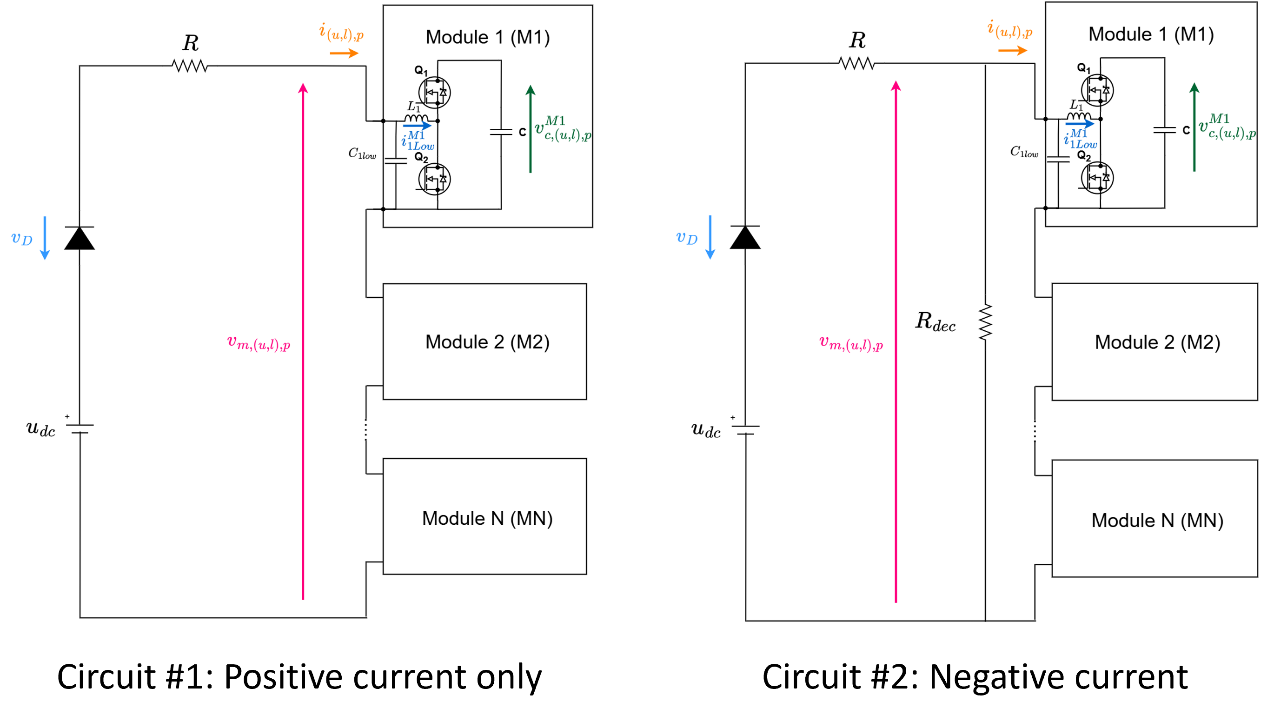 R
i(u,l),p
Module 1 (M1)
Q1
L1
i1Low^M1
C1low
Q2
C
vc,(u,l),p^M1
vD
vm,(u,l),p
Module 2 (M2)
+
udc
Module N (MN)
Circuit #1: Positive current only
R
i(u,l),p
Module 1 (M1)
Q1
L1
i1Low^M1
C1low
Q2
C
vc,(u,l),p^M1
vD
vm,(u,l),p
Rdec
Module 2 (M2)
+
udc
Module N (MN)
Circuit #2: Negative current